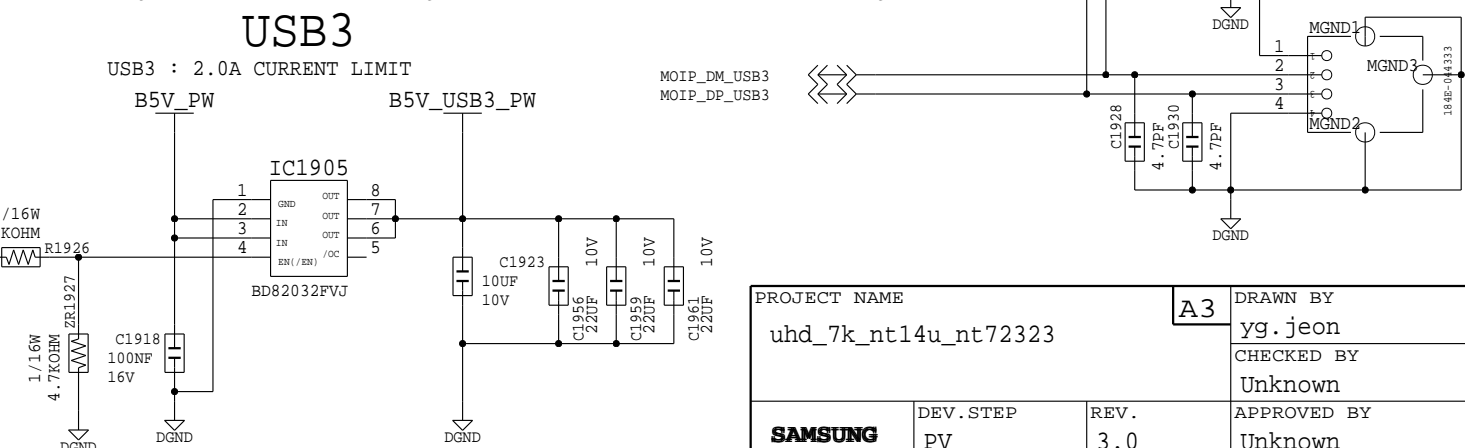 USB3
USB3 : 2.0A CURRENT LIMIT
B5V_PW
B5V_USB3_PW
IC1905
1
2
3
4
GND
IN
IN
EN(/EN)
OUT
OUT
OUT
/OC
8
7
6
5
BD82032FVJ
/16W
KOHM
R1926
ZR1927
1/16W
4.7KOHM
DGND
C1918
100NF
16V
DGND
C1923
10UF
10V
C1956
22UF
10V
C1959
22UF
10V
C1961
22UF
10V
DGND
MOIP_DM_USB3
MOIP_DP_USB3
DGND
C1928
4.7PF
C1930
4.7PF
DGND
1
2
3
4
1
2
3
4
MGND1
MGND3
MGND2
184E-044333
PROJECT NAME
A3
uhd_7k_nt14u_nt72323
DRAWN BY
yg.jeon
CHECKED BY
Unknown
SAMSUNG
DEV.STEP
PV
REV.
3.0
APPROVED BY
Unknown